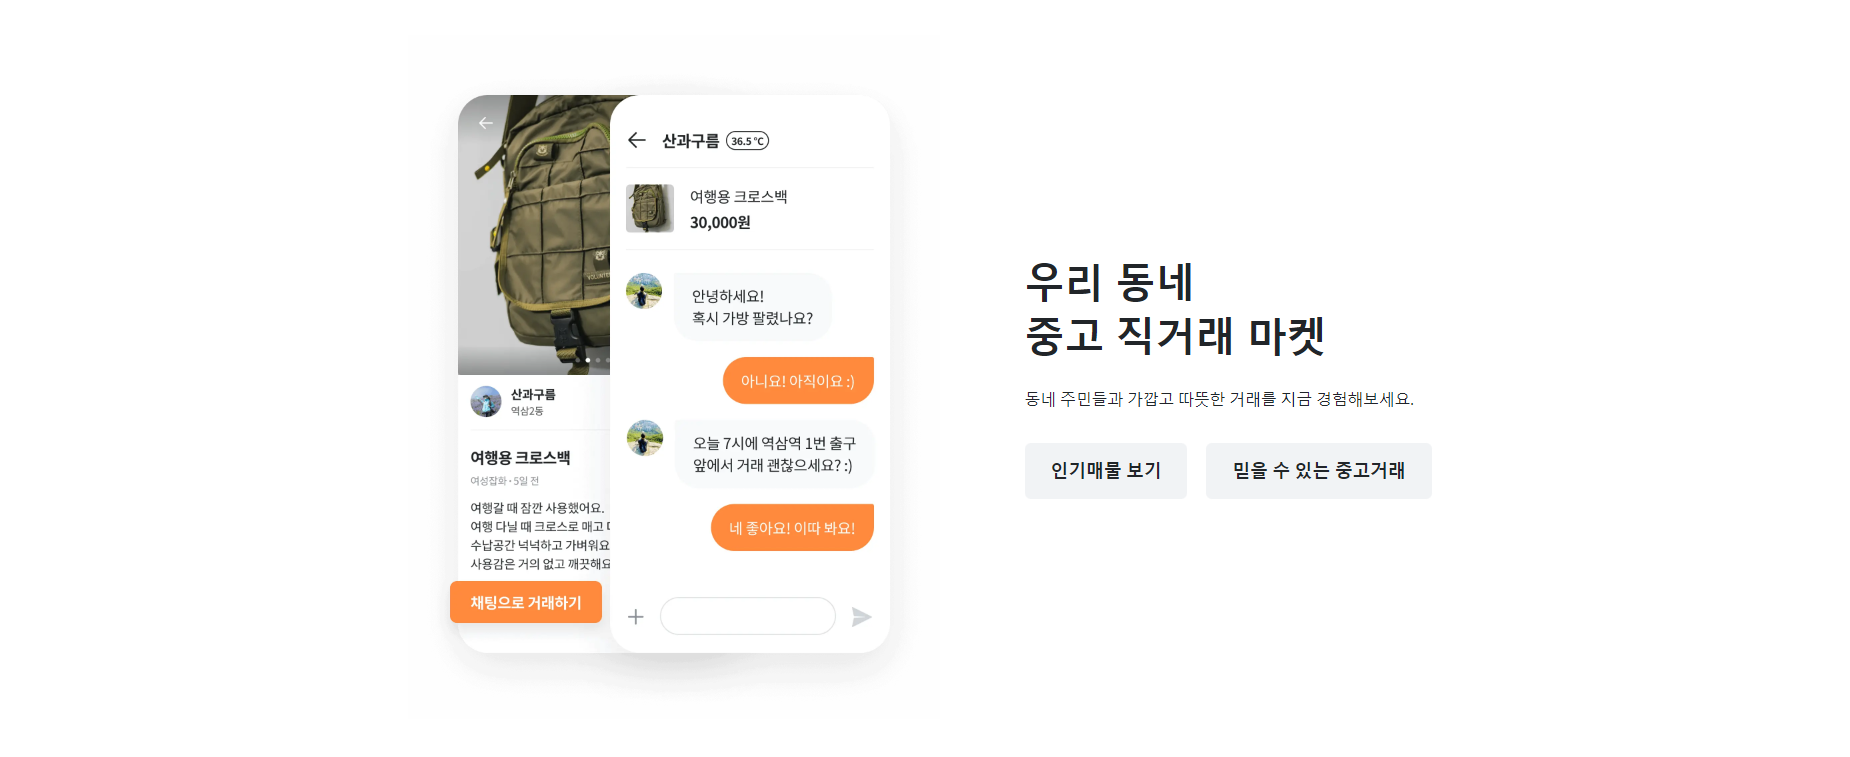 산과구름
역삼2동
여행용 크로스백
여성잡화 · 5일 전
여행갈 때 잠깐 사용했어요.
여행 다닐 때 크로스로 매고
수납공간 넉넉하고 가벼워요
사용감은 거의 없고 깨끗해요
채팅으로 거래하기
산과구름 36.5 °C
여행용 크로스백
30,000원
안녕하세요!
혹시 가방 팔렸나요?
아니요! 아직이요 :)
오늘 7시에 역삼역 1번 출구
앞에서 거래 괜찮으세요? :)
네 좋아요! 이따 봐요!
우리 동네
중고 직거래 마켓
동네 주민들과 가깝고 따뜻한 거래를 지금 경험해보세요.
인기매물 보기
믿을 수 있는 중고거래